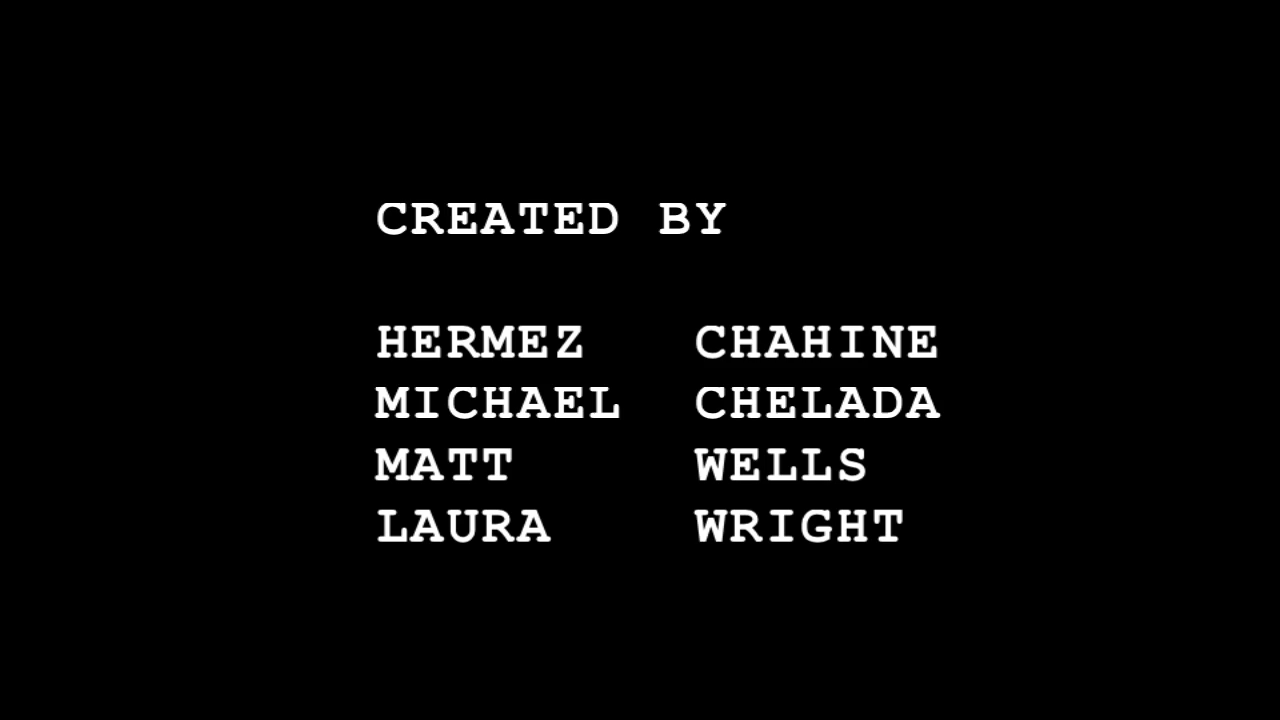 CREATED BY
HERMEZ CHAHINE
MICHAEL CHELADA
MATT WELLS
LAURA WRIGHT